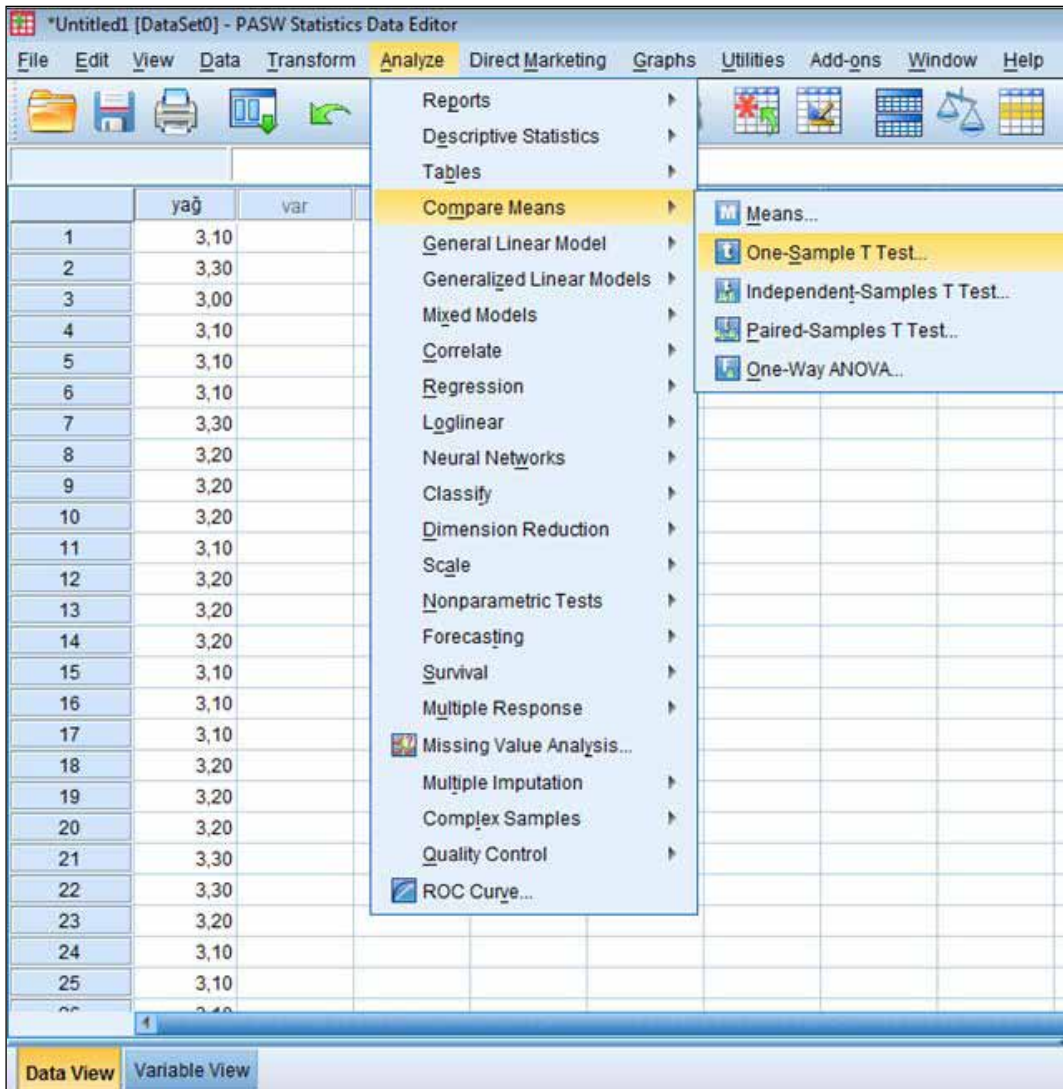 *Untitled1 [DataSet0] - PASW Statistics Data Editor
File Edit View Data Transform Analyze Direct Marketing Graphs Utilities Add-ons Window Help
Reports
Descriptive Statistics
Tables
Compare Means
General Linear Model
Generalized Linear Models
Mixed Models
Correlate
Regression
Loglinear
Neural Networks
Classify
Dimension Reduction
Scale
Nonparametric Tests
Forecasting
Survival
Multiple Response
Missing Value Analysis...
Multiple Imputation
Complex Samples
Quality Control
ROC Curve...
Means...
One-Sample T Test...
Independent-Samples T Test...
Paired-Samples T Test...
One-Way ANOVA...
yağ var
1 3,10
2 3,30
3 3,00
4 3,10
5 3,10
6 3,10
7 3,30
8 3,20
9 3,20
10 3,20
11 3,10
12 3,20
13 3,20
14 3,20
15 3,10
16 3,10
17 3,10
18 3,20
19 3,20
20 3,20
21 3,30
22 3,30
23 3,20
24 3,10
25 3,10
Data View Variable View